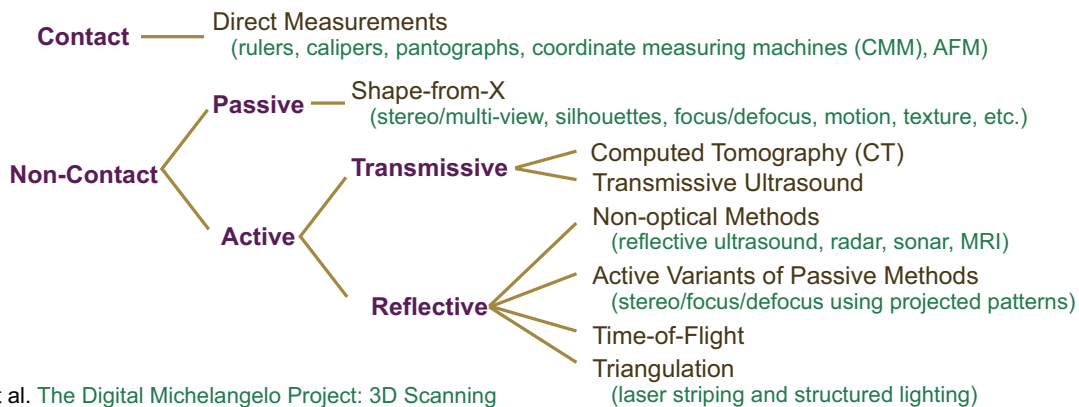 Contact
Direct Measurements
(rulers, calipers, pantographs, coordinate measuring machines (CMM), AFM)
Non-Contact
Passive
Shape-from-X
(stereo/multi-view, silhouettes, focus/defocus, motion, texture, etc.)
Active
Transmissive
Computed Tomography (CT)
Transmissive Ultrasound
Reflective
Non-optical Methods
(reflective ultrasound, radar, sonar, MRI)
Active Variants of Passive Methods
(stereo/focus/defocus using projected patterns)
Time-of-Flight
Triangulation
(laser striping and structured lighting)
al. The Digital Michelangelo Project: 3D Scanning